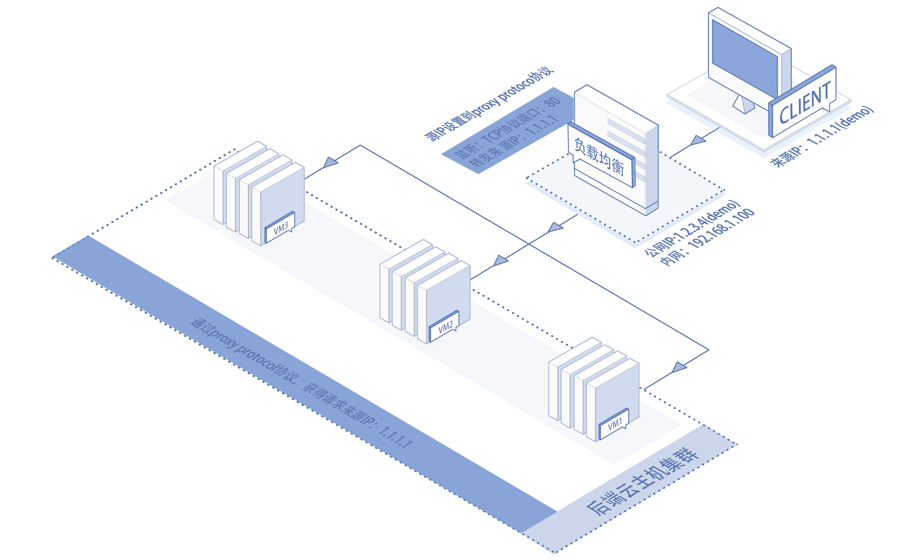 CLIENT
来源IP：1.1.1.1(demo)
源IP设置到proxy protoco协议
监听：TCP协议端口：80
转发来 源IP：1.1.1.1
负载均衡
公网IP:1.2.3.4(demo)
内网：192.168.1.100
VM3
VM2
VM1
通过proxy protocol协议，获得请求来源IP：1.1.1.1
后端云主机集群